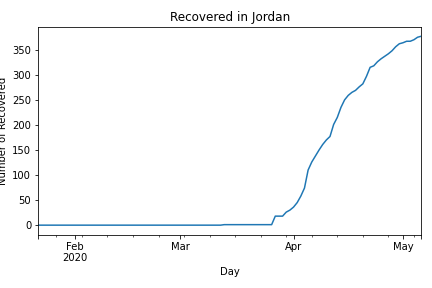 Recovered in Jordan
Number of Recovered
350
300
250
200
150
100
50
0
Feb
2020
Mar
Apr
May
Day